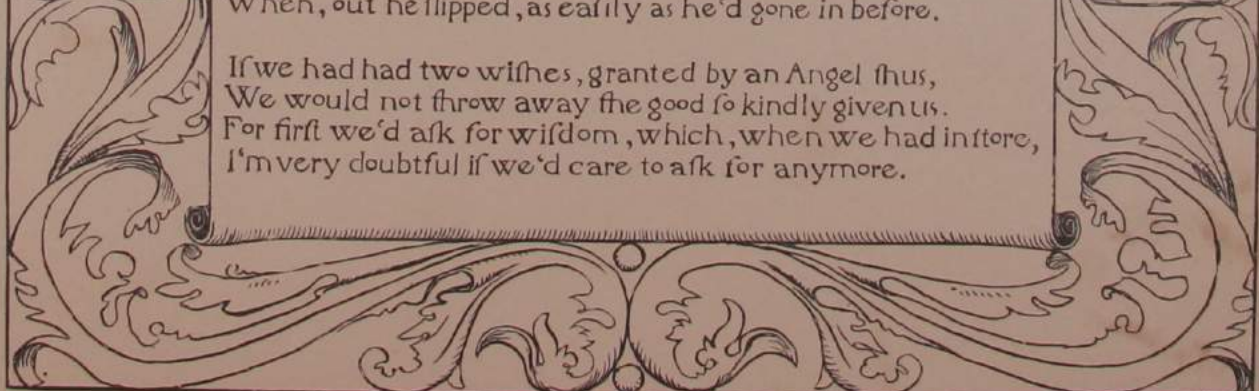 When, out he ſlipped, as eaſily as he'd gone in before.
If we had had two wiſhes, granted by an Angel thus,
We would not throw away the good ſo kindly given us.
For firſt we'd aſk for wiſdom, which, when we had in ſtore,
I'm very doubtful if we'd care to aſk for anymore.